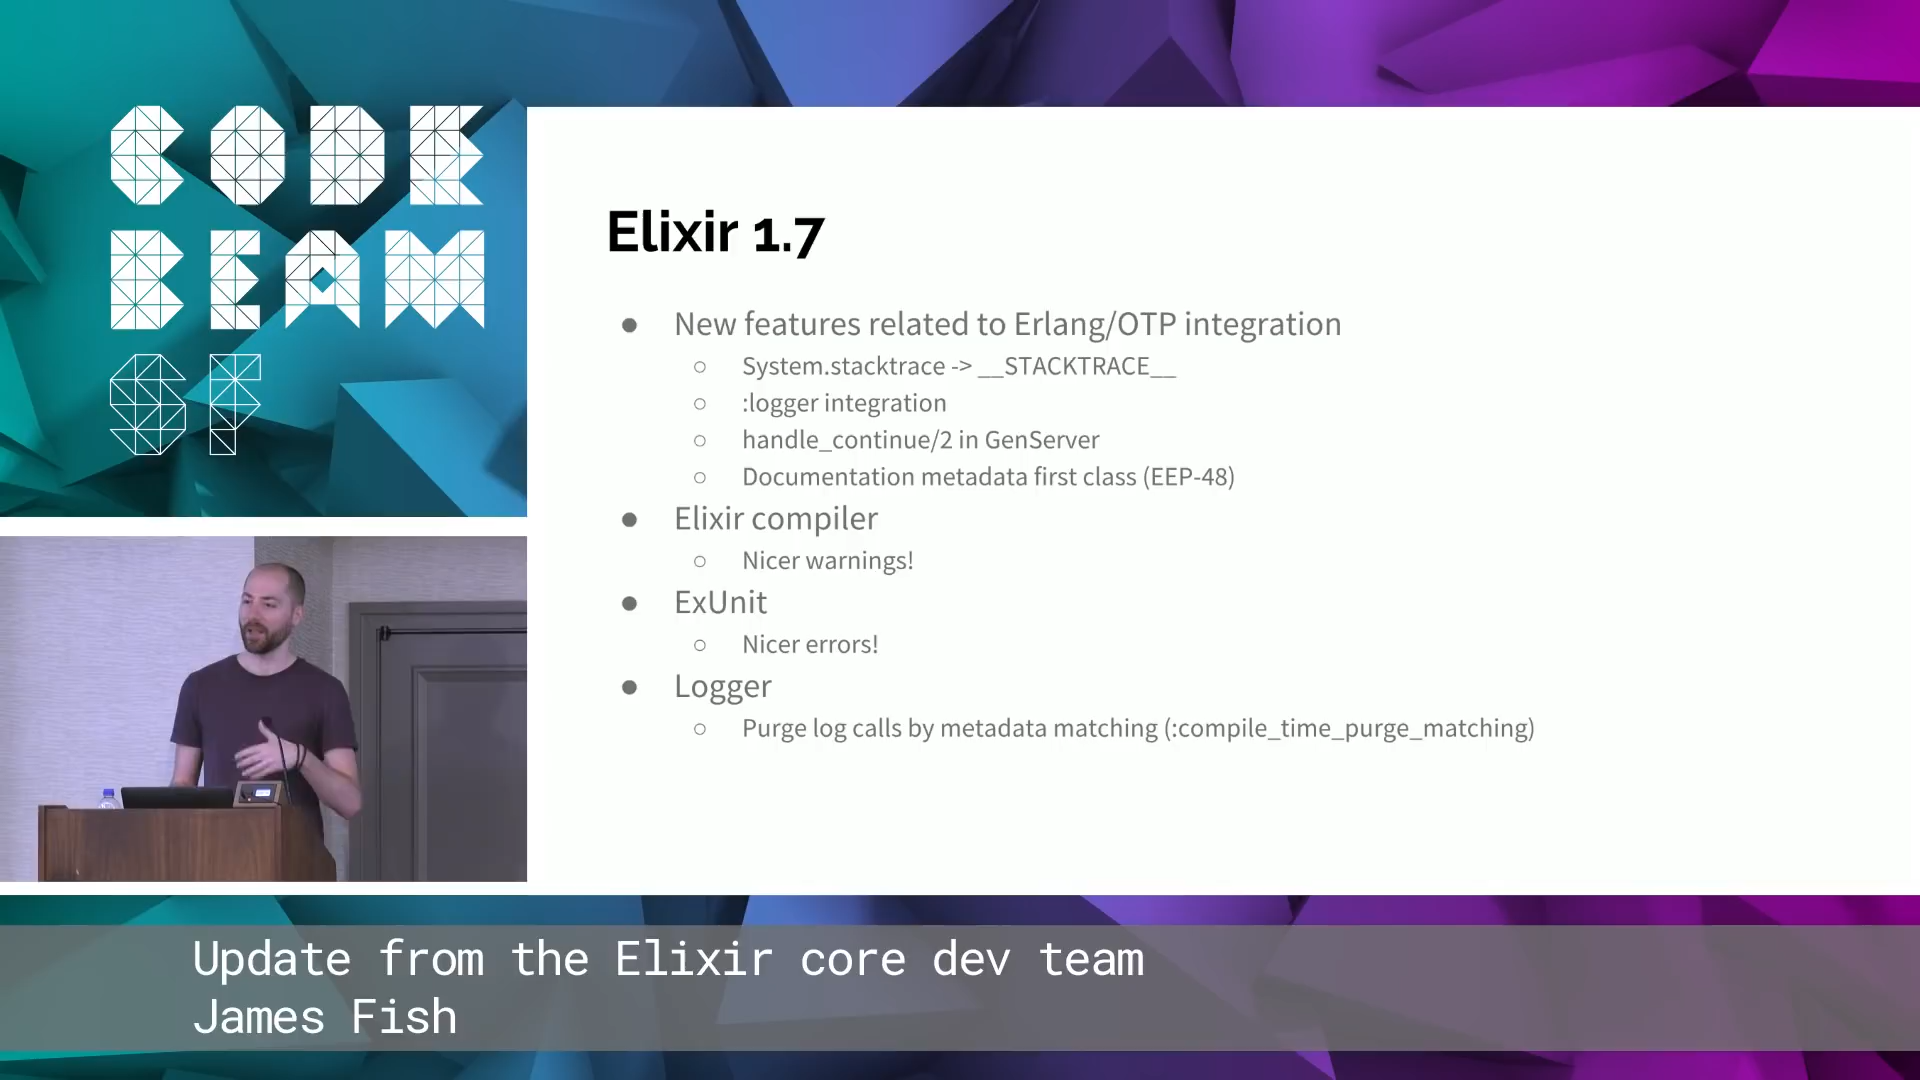 CODE
BEAM
SF
Elixir 1.7
● New features related to Erlang/OTP integration
○ System.stacktrace -> __STACKTRACE__
○ :logger integration
○ handle_continue/2 in GenServer
○ Documentation metadata first class (EEP-48)
● Elixir compiler
○ Nicer warnings!
● ExUnit
○ Nicer errors!
● Logger
○ Purge log calls by metadata matching (:compile_time_purge_matching)
Update from the Elixir core dev team
James Fish